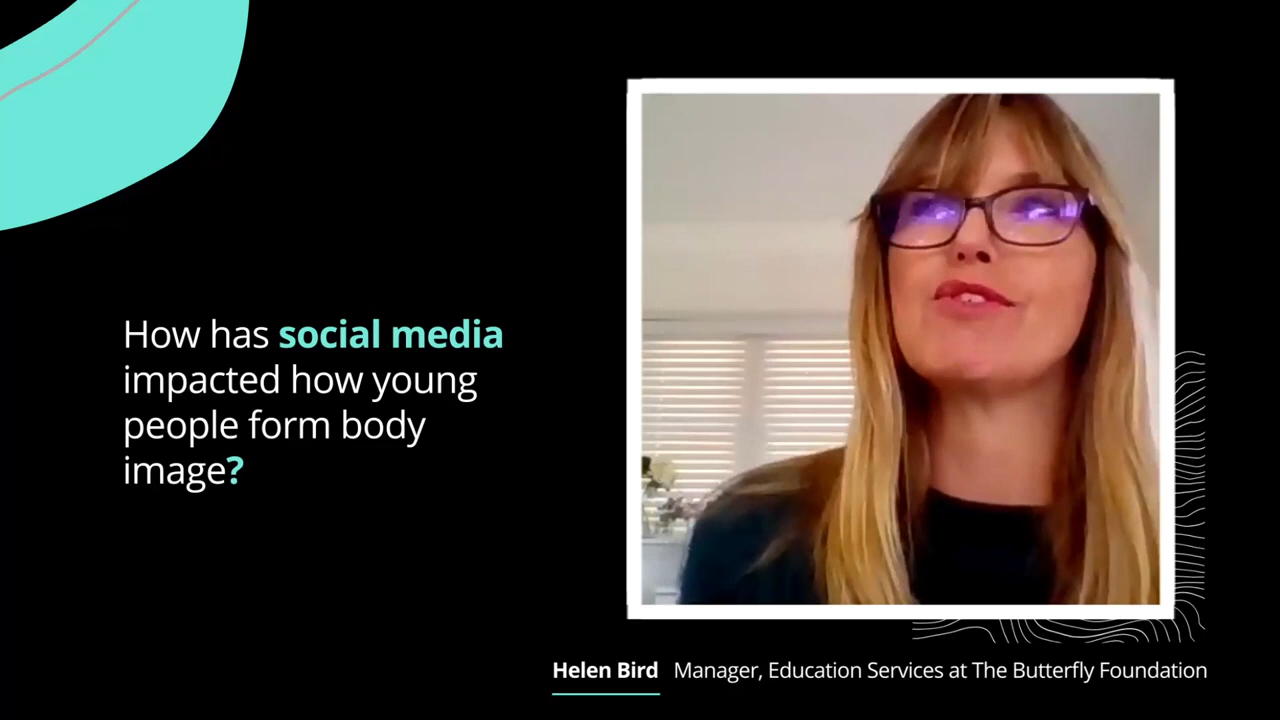 How has social media
impacted how young
people form body
image?
Helen Bird Manager, Education Services at The Butterfly Foundation